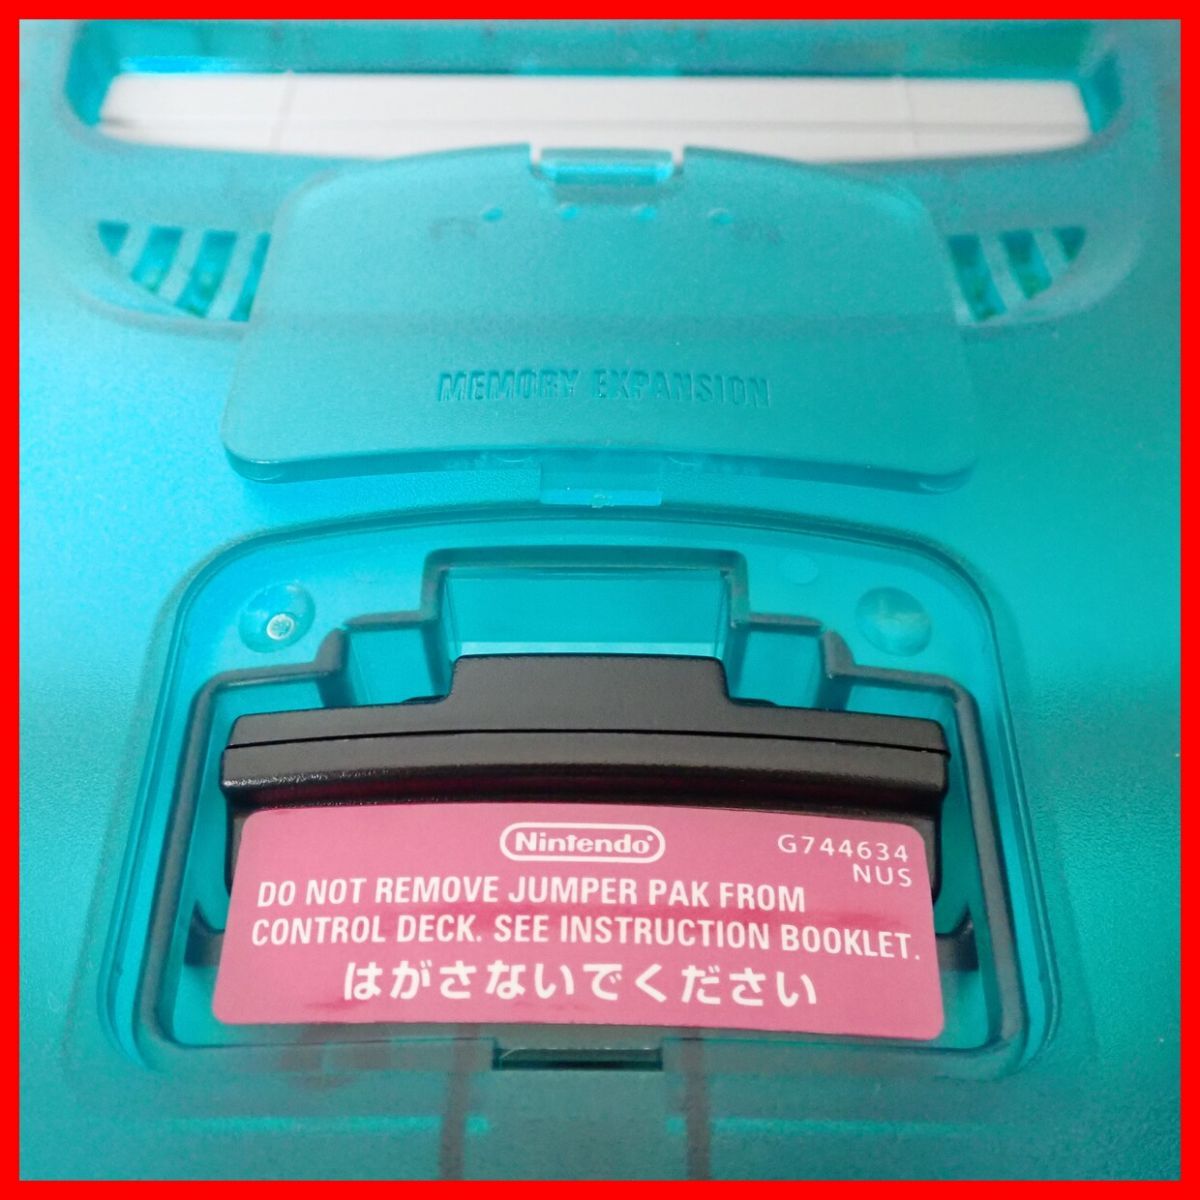 MEMORY EXPANSION
Nintendo
G744634
NUS
DO NOT REMOVE JUMPER PAK FROM
CONTROL DECK. SEE INSTRUCTION BOOKLET.
はがさないでください